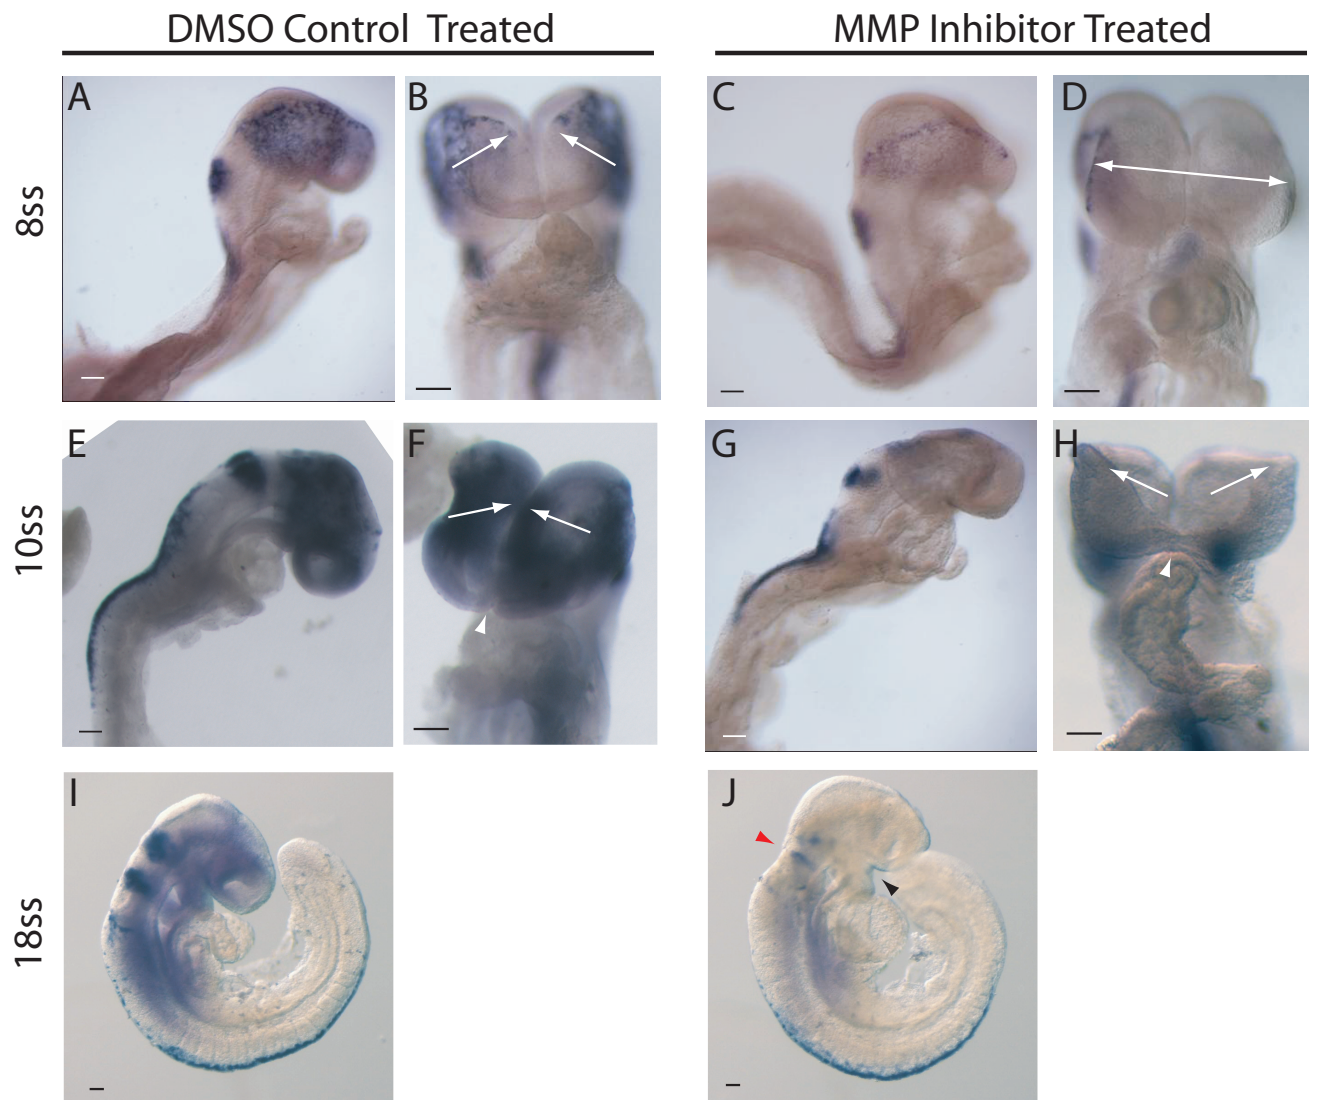 DMSO Control Treated
MMP Inhibitor Treated
8ss
A
B
C
D
10ss
E
F
G
H
18ss
I
J